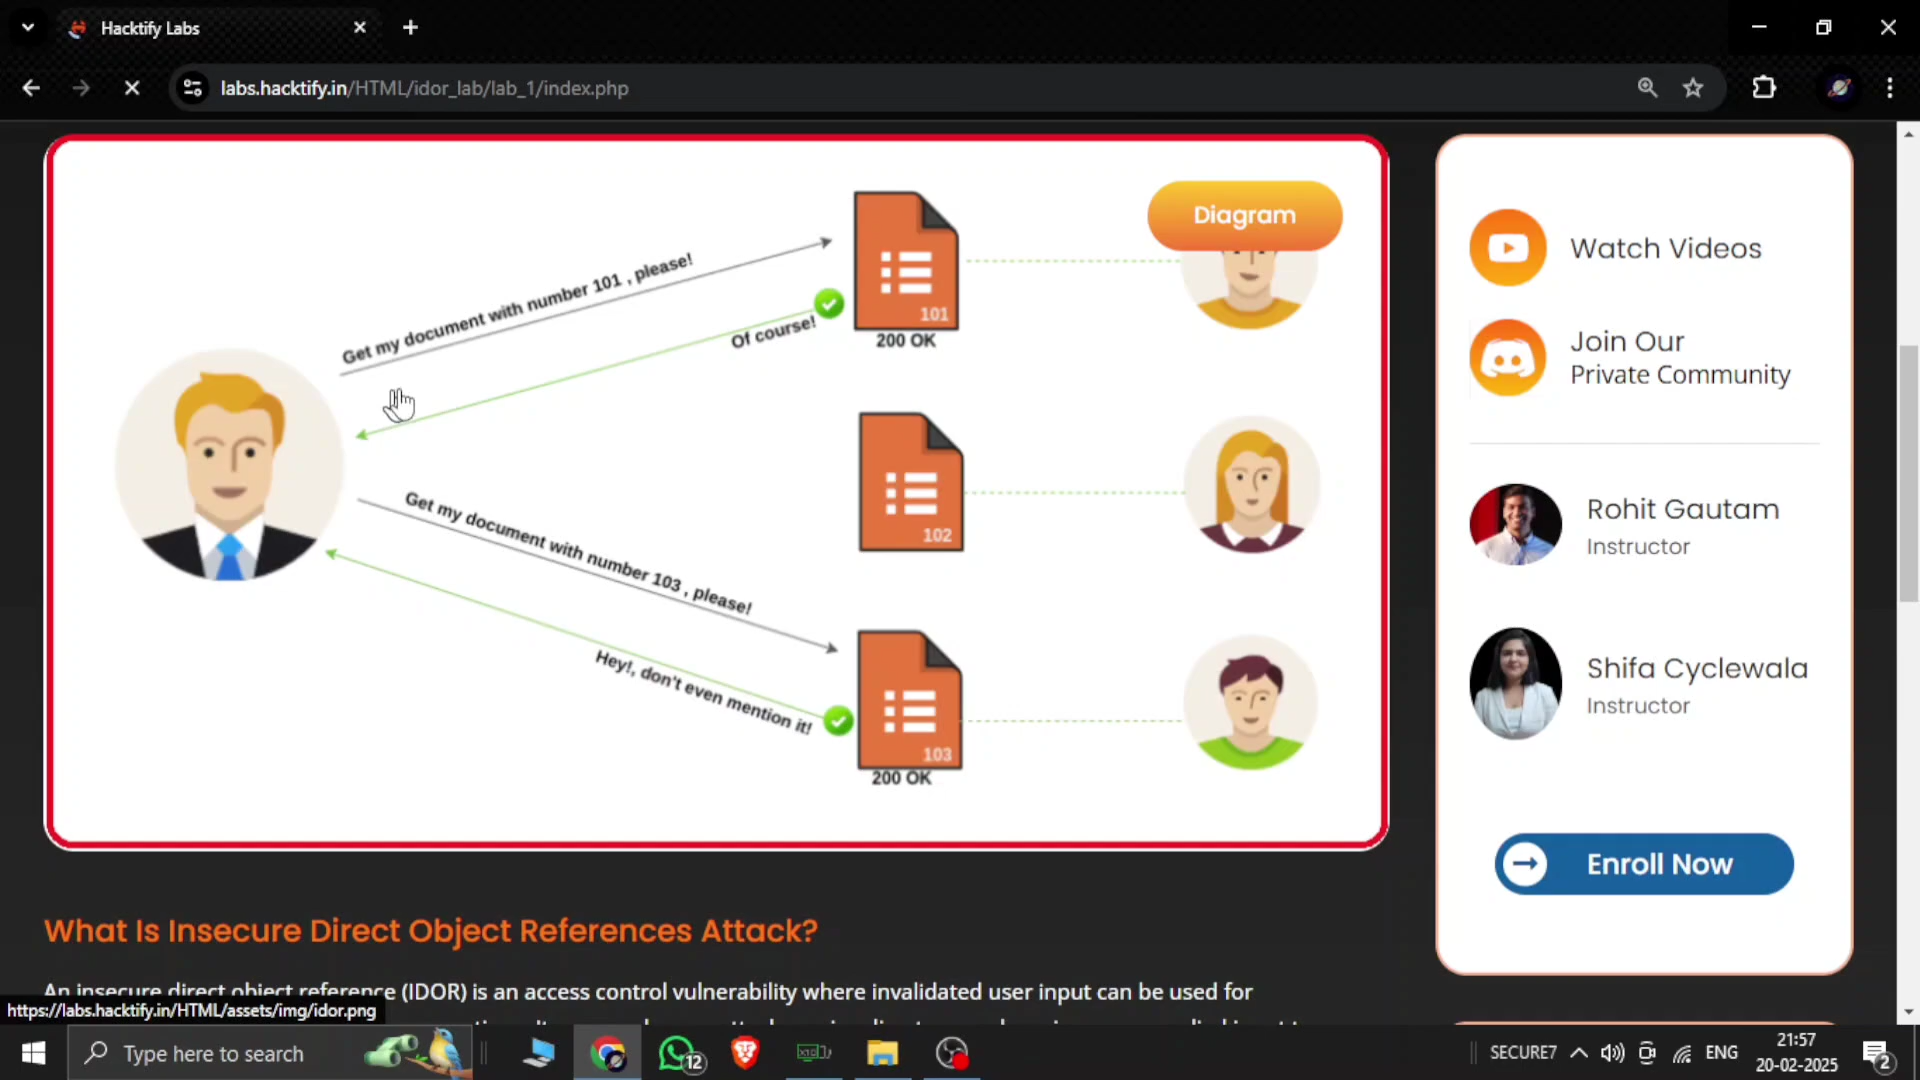 Hacktify Labs
labs.hacktify.in/HTML/idor_lab/lab_1/index.php
Diagram
Get my document with number 101 , please!
Of course!
101
200 OK
102
Get my document with number 103 , please!
Hey!, don't even mention it!
103
200 OK
Watch Videos
Join Our
Private Community
Rohit Gautam
Instructor
Shifa Cyclewala
Instructor
Enroll Now
What Is Insecure Direct Object References Attack?
An insecure direct object reference (IDOR) is an access control vulnerability where invalidated user input can be used for
https://labs.hacktify.in/HTML/assets/img/idor.png
Type here to search
12
SECURE7
ENG
21:57
20-02-2025
2